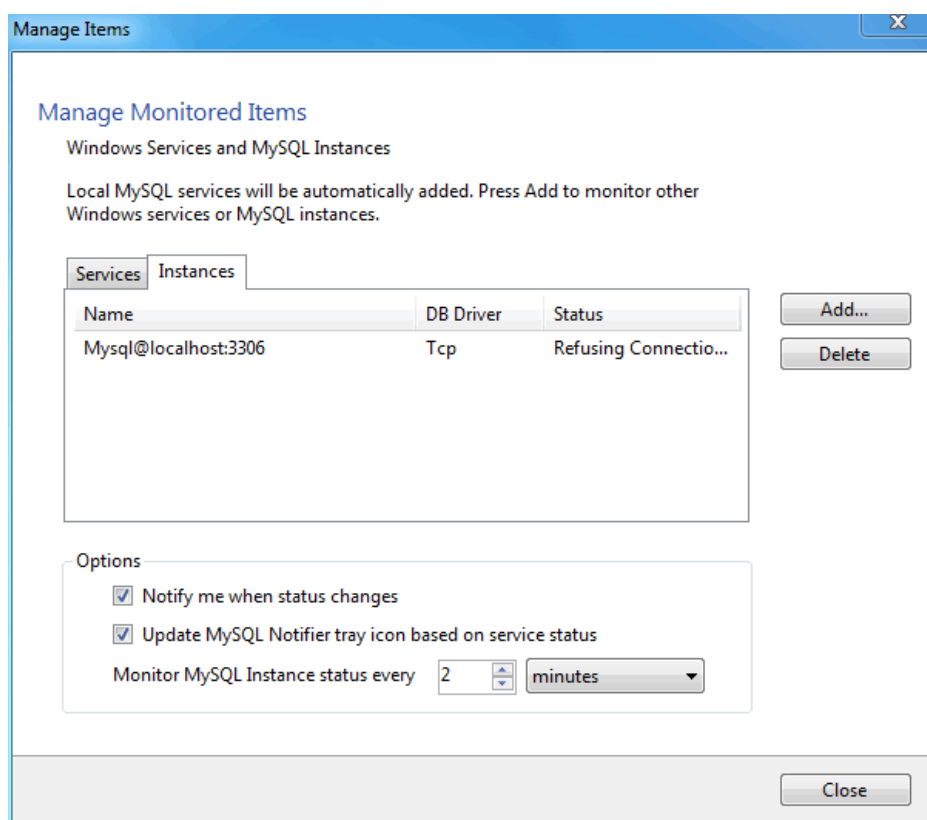 Manage Items
Manage Monitored Items
Windows Services and MySQL Instances
Local MySQL services will be automatically added. Press Add to monitor other
Windows services or MySQL instances.
Services Instances
Name DB Driver Status
Add...
Mysql@localhost:3306 Tcp Refusing Connectio...
Delete
Options
Notify me when status changes
Update MySQL Notifier tray icon based on service status
Monitor MySQL Instance status every 2 minutes
Close